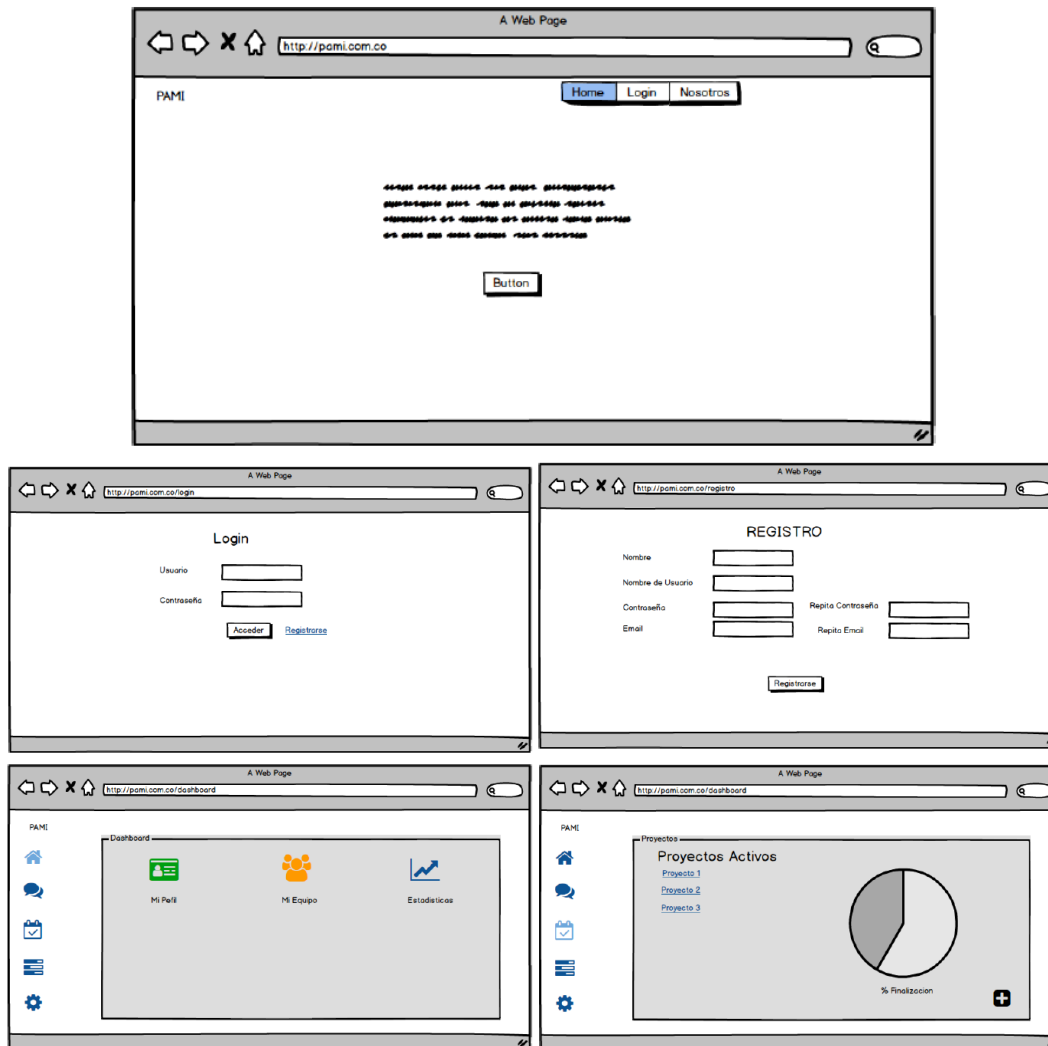 A Web Page
http://pami.com.co
PAMI
Home Login Nosotros
Button
A Web Page
http://pami.com.co/login
Login
Usuario
Contraseña
Acceder Registrarse
A Web Page
http://pami.com.co/registro
REGISTRO
Nombre
Nombre de Usuario
Contraseña Repita Contraseña
Email Repita Email
Registrarse
A Web Page
http://pami.com.co/dashboard
PAMI
Dashboard
Mi Pefil Mi Equipo Estadisticas
A Web Page
http://pami.com.co/dashboard
PAMI
Proyectos
Proyectos Activos
Proyecto 1
Proyecto 2
Proyecto 3
% Finalizacion